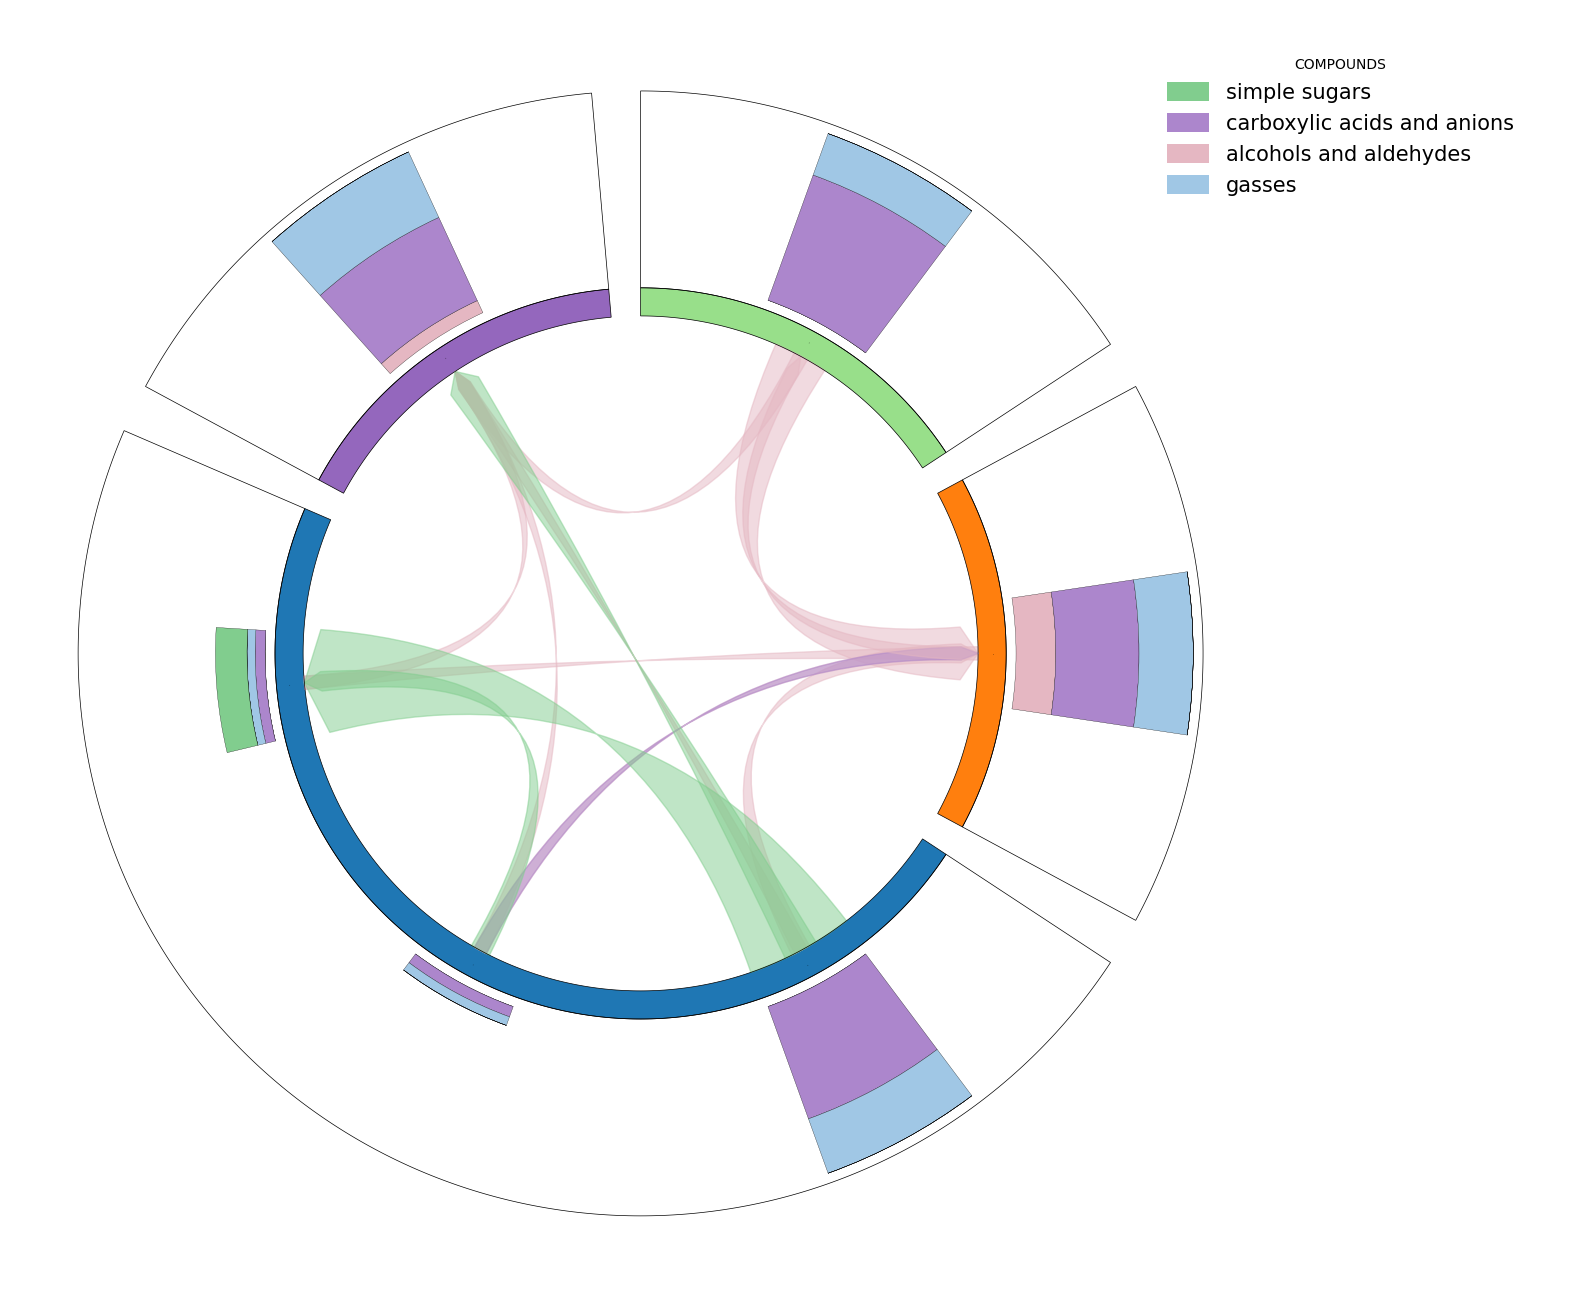 COMPOUNDS
simple sugars
carboxylic acids and anions
alcohols and aldehydes
gasses